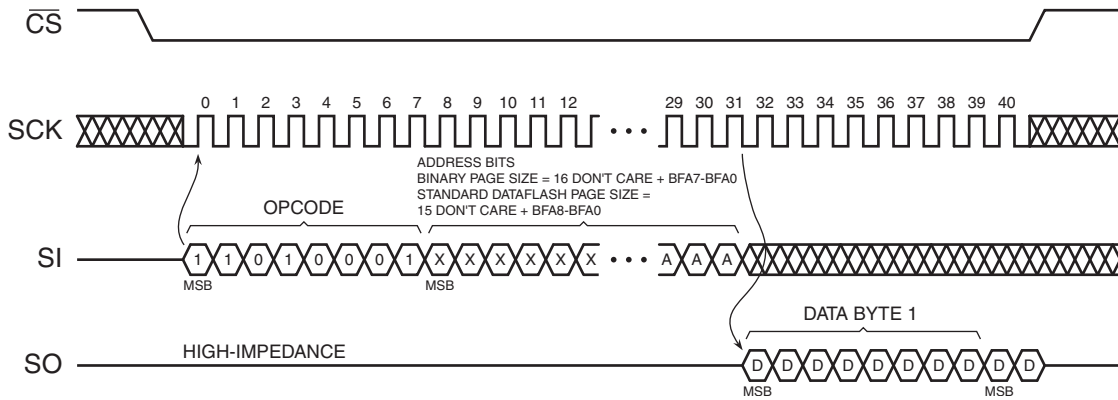 CS
SCK
0 1 2 3 4 5 6 7 8 9 10 11 12 29 30 31 32 33 34 35 36 37 38 39 40
ADDRESS BITS
BINARY PAGE SIZE = 16 DON'T CARE + BFA7-BFA0
STANDARD DATAFLASH PAGE SIZE =
15 DON'T CARE + BFA8-BFA0
OPCODE
SI
1 1 0 1 0 0 0 1 X X X X X X A A A
MSB MSB
DATA BYTE 1
SO
HIGH-IMPEDANCE
D D D D D D D D D D
MSB MSB